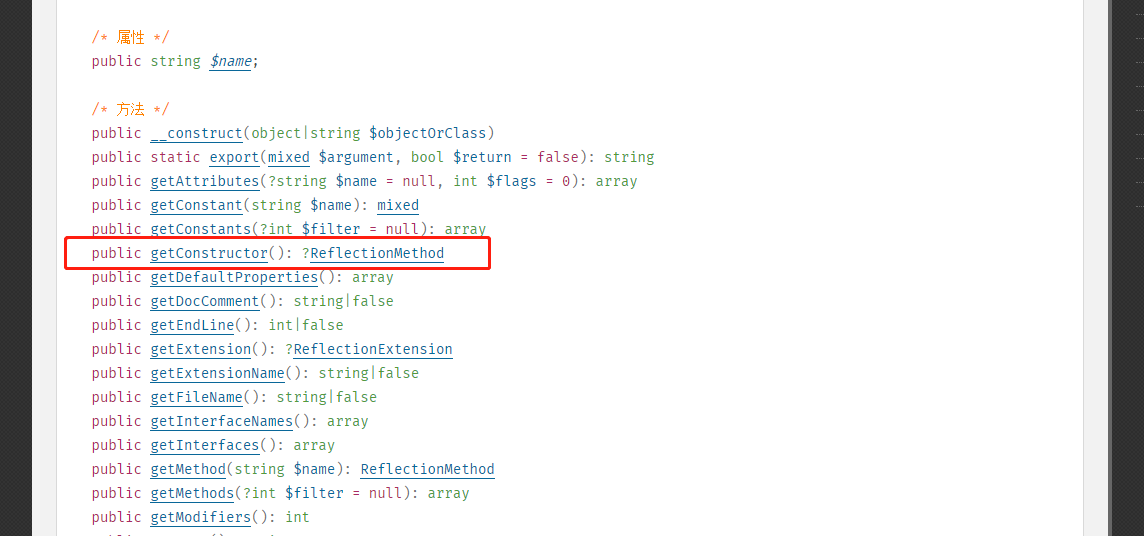 /* 属性 */
public string $name;
/* 方法 */
public __construct(object|string $objectOrClass)
public static export(mixed $argument, bool $return = false): string
public getAttributes(?string $name = null, int $flags = 0): array
public getConstant(string $name): mixed
public getConstants(?int $filter = null): array
public getConstructor(): ?ReflectionMethod
public getDefaultProperties(): array
public getDocComment(): string|false
public getEndLine(): int|false
public getExtension(): ?ReflectionExtension
public getExtensionName(): string|false
public getFileName(): string|false
public getInterfaceNames(): array
public getInterfaces(): array
public getMethod(string $name): ReflectionMethod
public getMethods(?int $filter = null): array
public getModifiers(): int